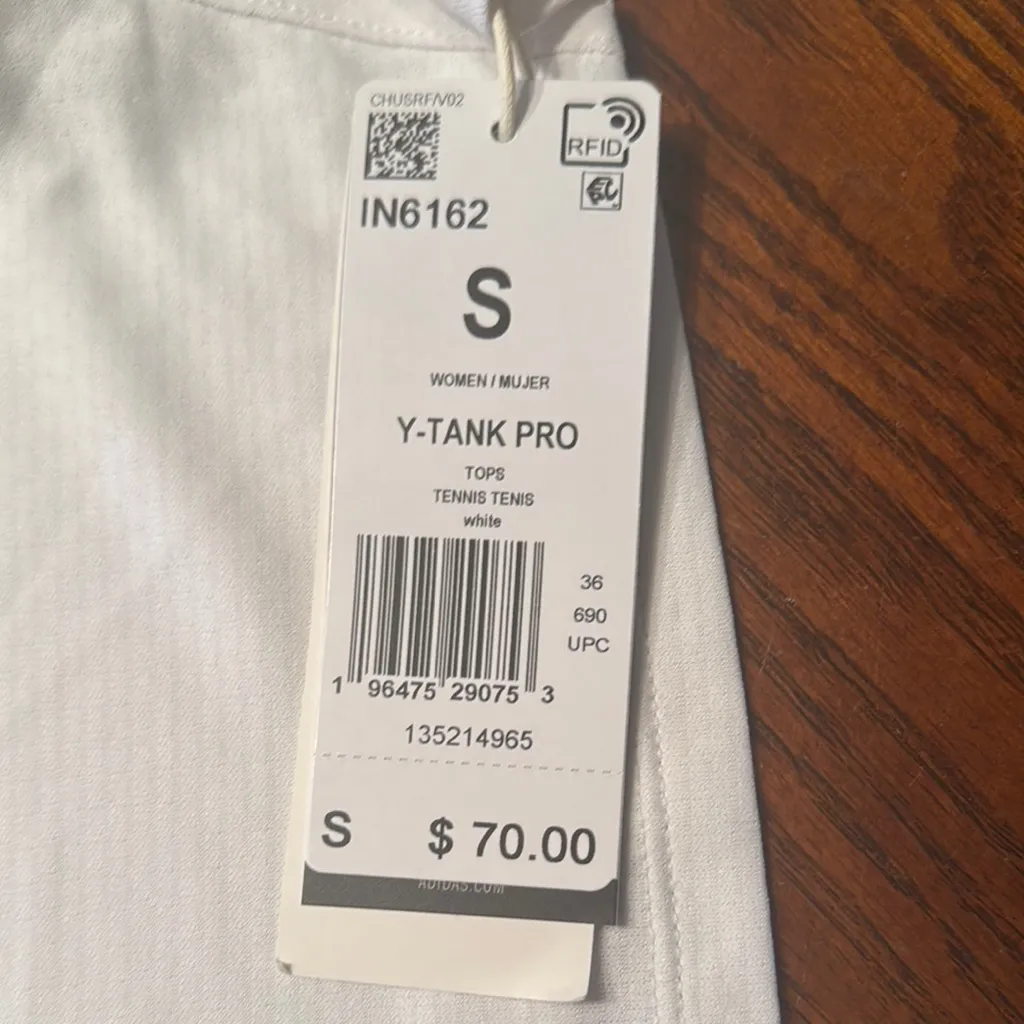 CHUSRF/V02
RFID
IN6162
S
WOMEN / MUJER
Y-TANK PRO
TOPS
TENNIS TENIS
white
36
690
UPC
1 96475 29075 3
135214965
S $ 70.00
ADIDAS.COM